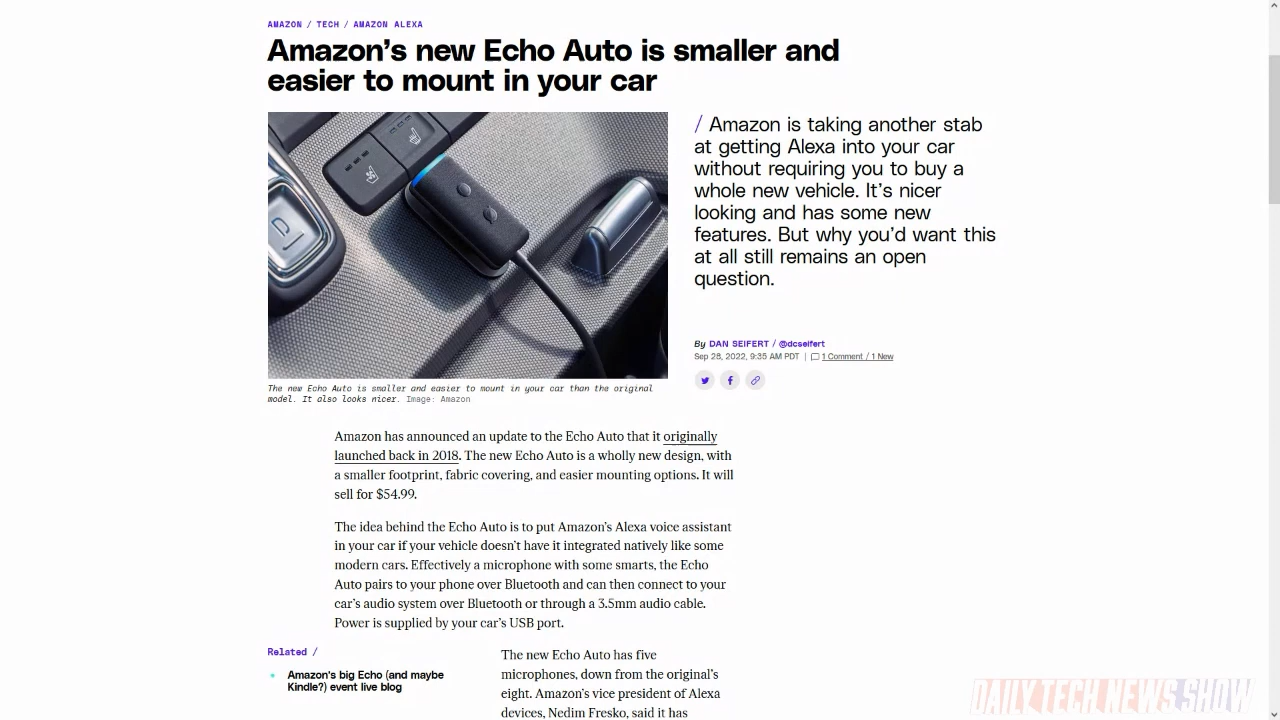 AMAZON / TECH / AMAZON ALEXA
Amazon’s new Echo Auto is smaller and
easier to mount in your car
/ Amazon is taking another stab
at getting Alexa into your car
without requiring you to buy a
whole new vehicle. It’s nicer
looking and has some new
features. But why you’d want this
at all still remains an open
question.
By DAN SEIFERT / @dcseifert
Sep 28, 2022, 9:35 AM PDT | 1 Comment / 1 New
The new Echo Auto is smaller and easier to mount in your car than the original
model. It also looks nicer. Image: Amazon
Amazon has announced an update to the Echo Auto that it originally
launched back in 2018. The new Echo Auto is a wholly new design, with
a smaller footprint, fabric covering, and easier mounting options. It will
sell for $54.99.
The idea behind the Echo Auto is to put Amazon’s Alexa voice assistant
in your car if your vehicle doesn’t have it integrated natively like some
modern cars. Effectively a microphone with some smarts, the Echo
Auto pairs to your phone over Bluetooth and can then connect to your
car’s audio system over Bluetooth or through a 3.5mm audio cable.
Power is supplied by your car’s USB port.
Related /
Amazon’s big Echo (and maybe
Kindle?) event live blog
The new Echo Auto has five
microphones, down from the original’s
eight. Amazon’s vice president of Alexa
devices, Nedim Fresko, said it has
DAILY TECH NEWS SHOW